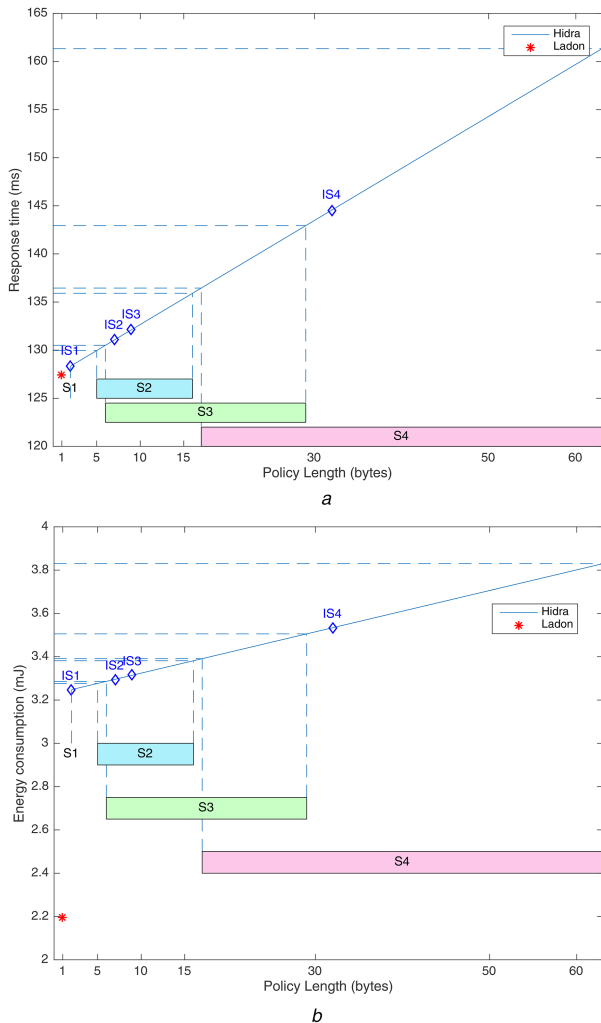 165
160
155
150
145
140
135
130
125
120
Response time (ms)
Hidra
Ladon
IS4
IS3
IS2
IS1
S1
S2
S3
S4
1 5 10 15 30 50 60
Policy Length (bytes)
a
4
3.8
3.6
3.4
3.2
3
2.8
2.6
2.4
2.2
2
Energy consumption (mJ)
Hidra
Ladon
IS4
IS3
IS2
IS1
S1
S2
S3
S4
1 5 10 15 30 50 60
Policy Length (bytes)
b